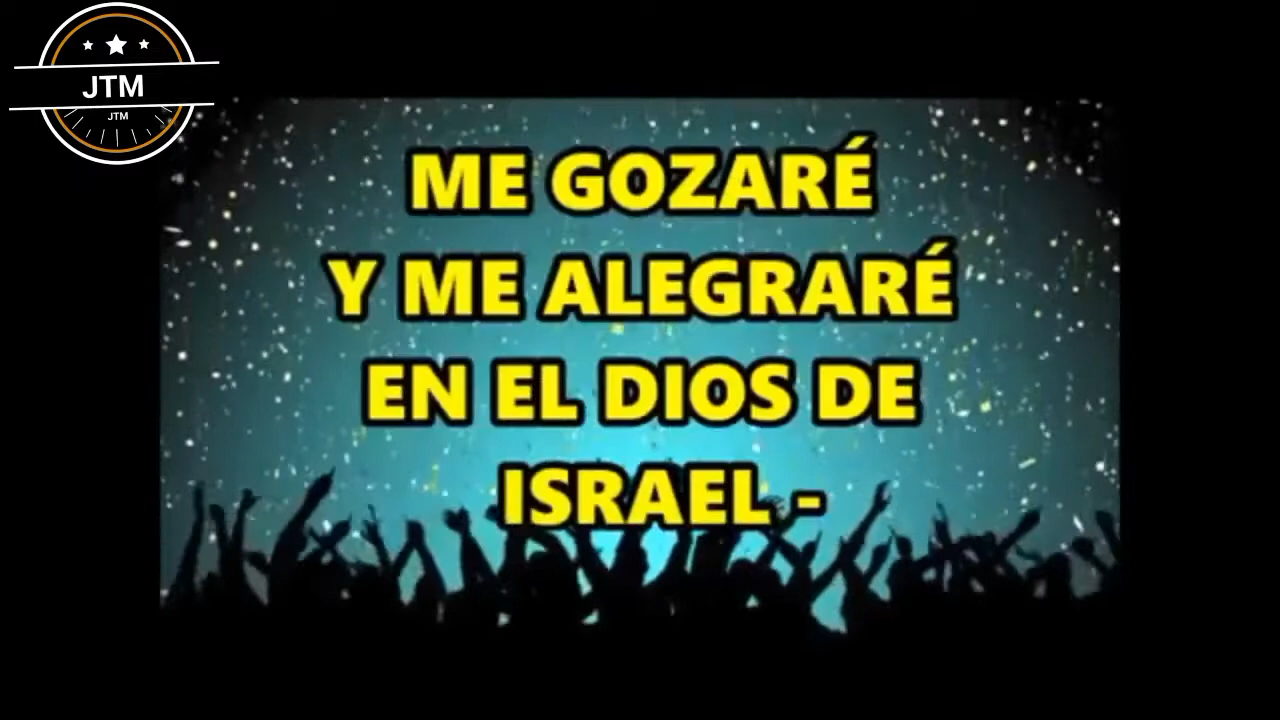 JTM
JTM
ME GOZARÉ
Y ME ALEGRARÉ
EN EL DIOS DE
ISRAEL -